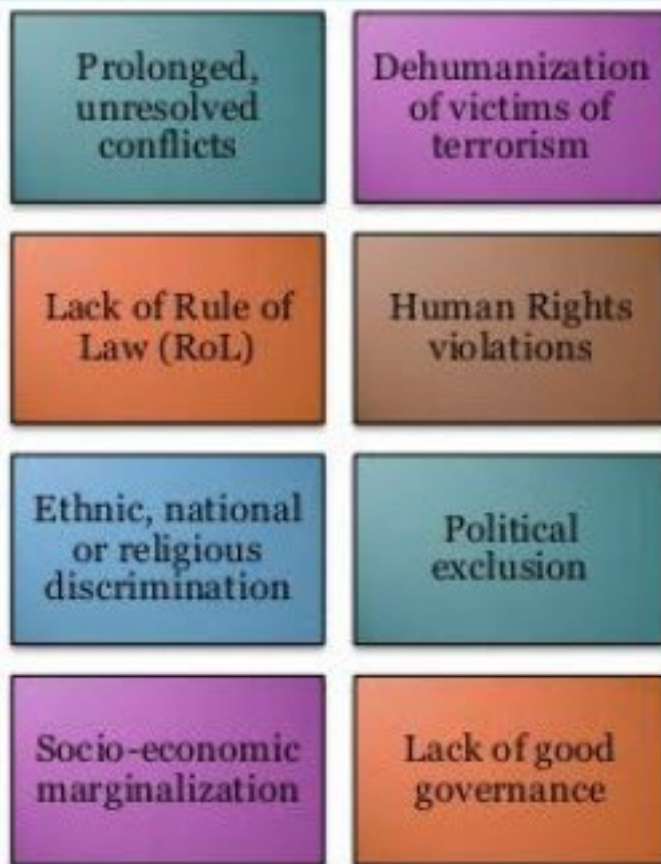 Prolonged,
unresolved
conflicts
Dehumanization
of victims of
terrorism
Lack of Rule of
Law (RoL)
Human Rights
violations
Ethnic, national
or religious
discrimination
Political
exclusion
Socio-economic
marginalization
Lack of good
governance